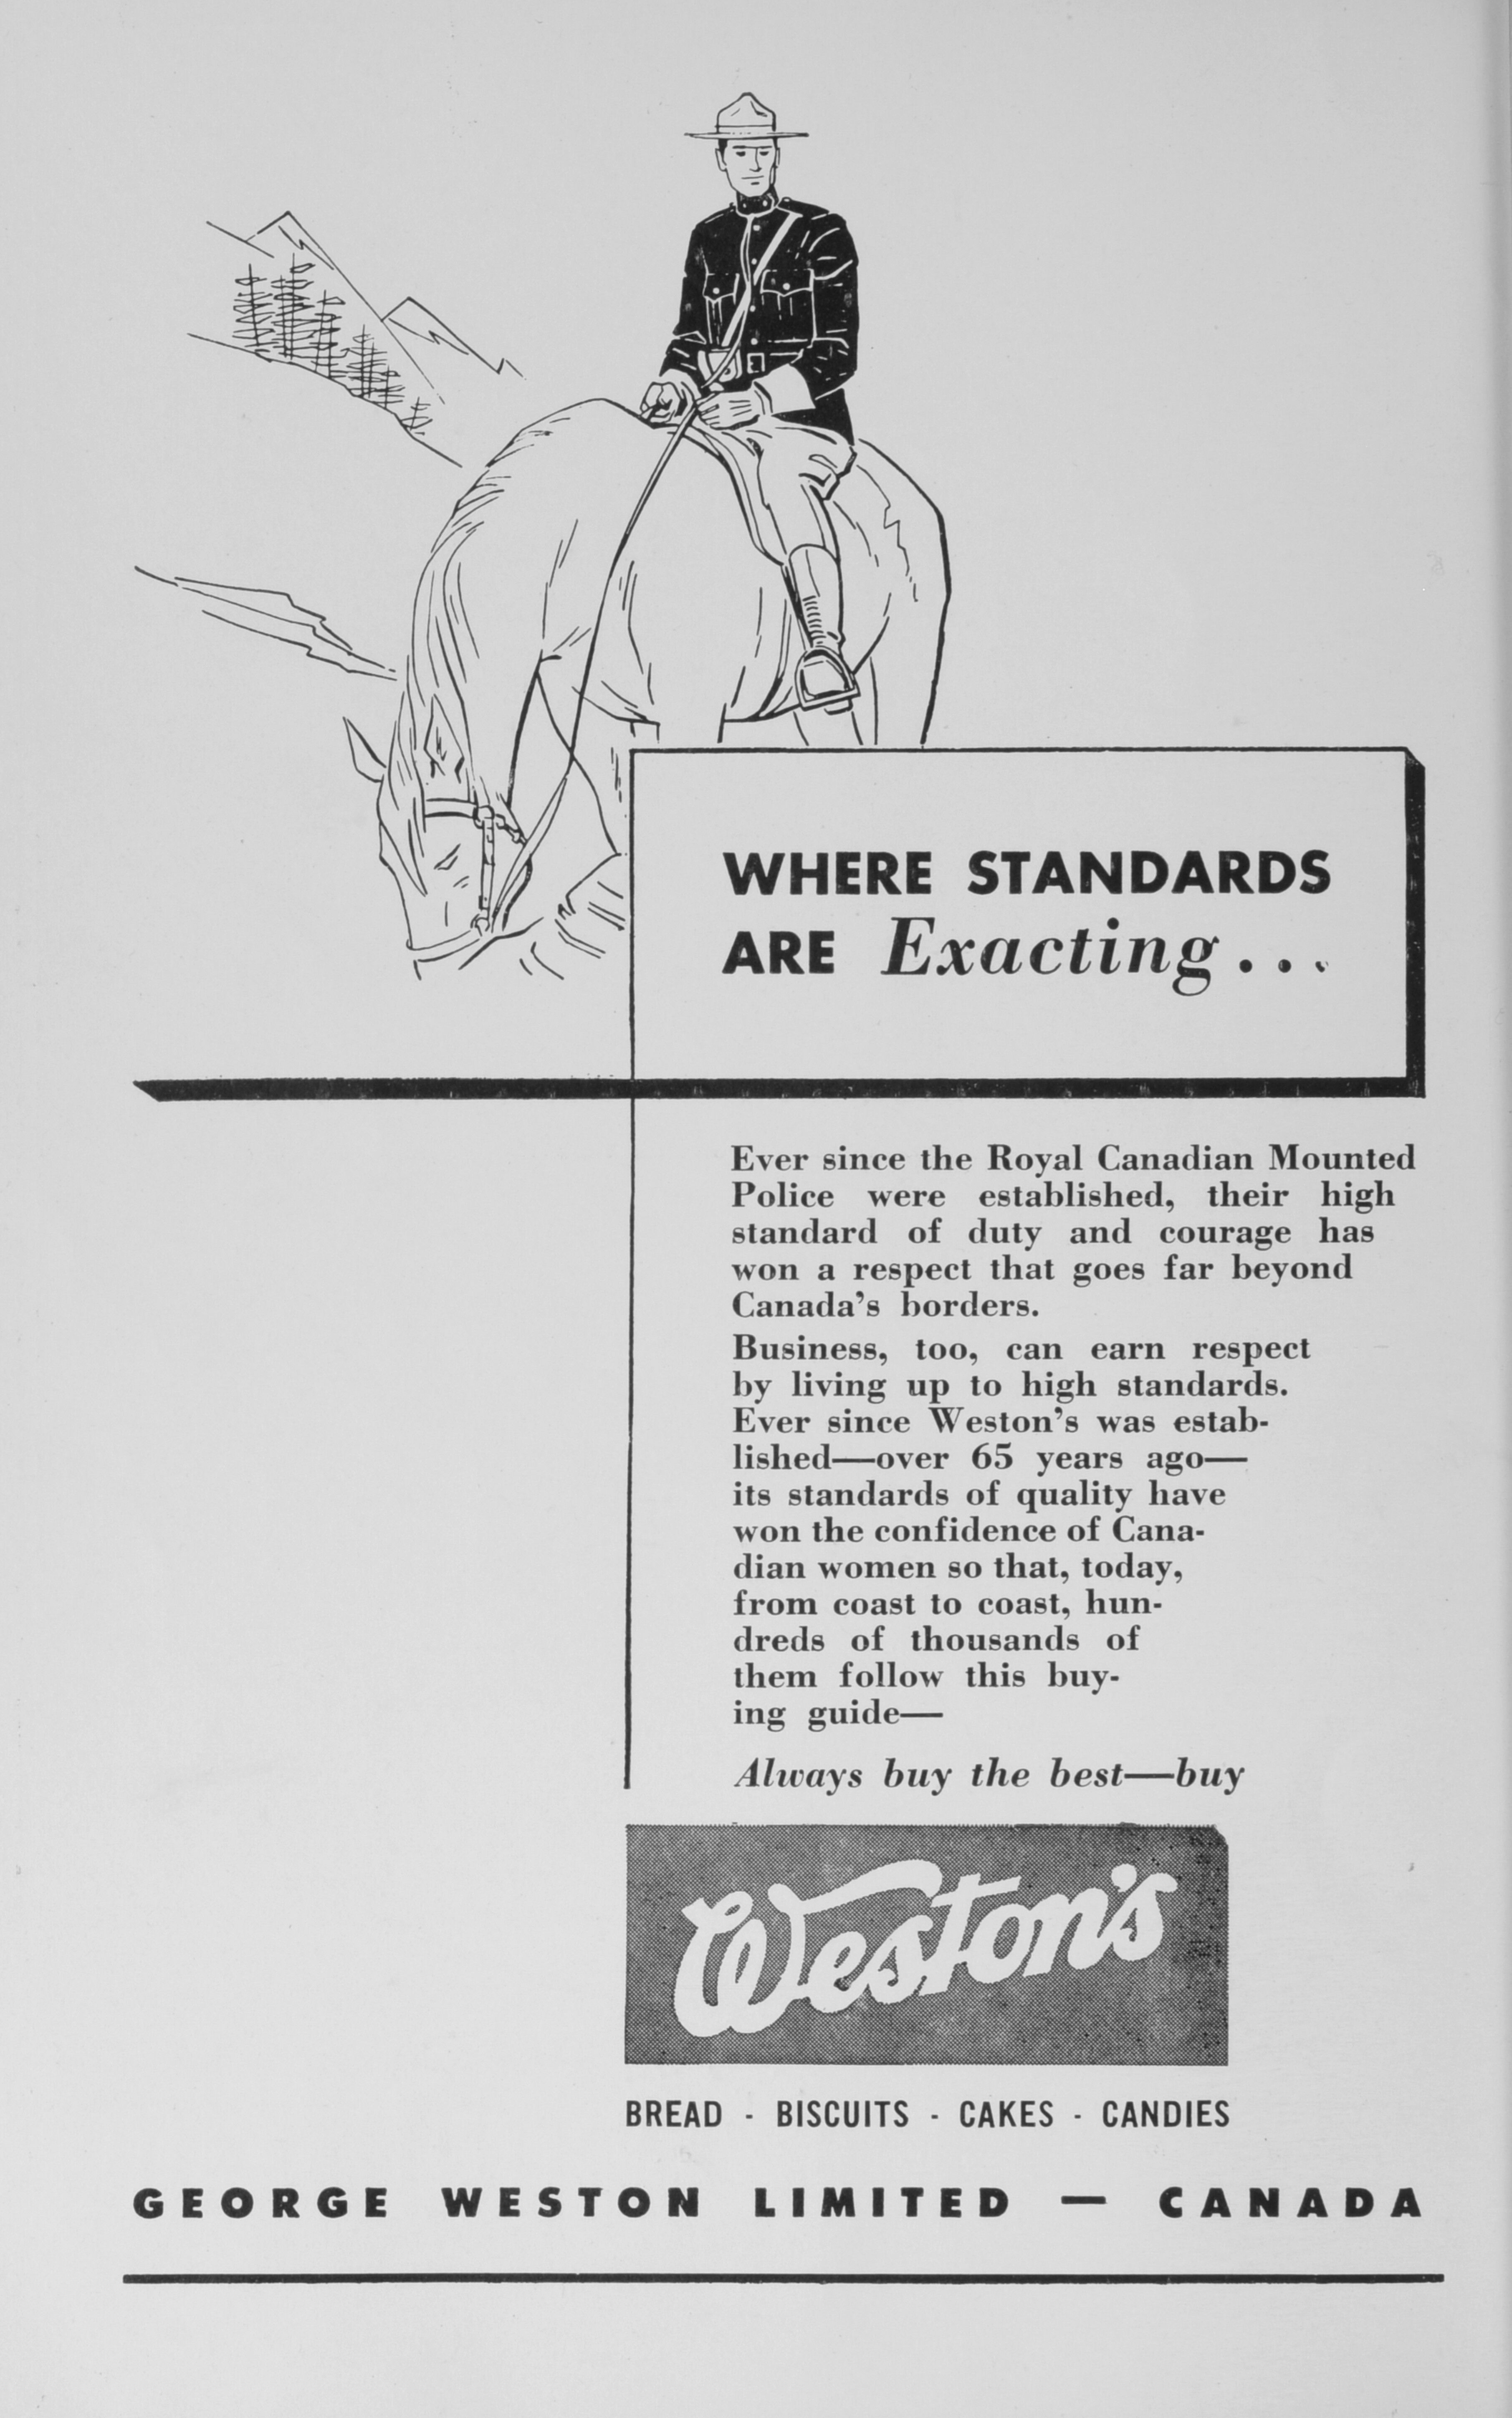 WHERE STANDARDS
ARE Exacting...
Ever since the Royal Canadian Mounted
Police were established, their high
standard of duty and courage has
won a respect that goes far beyond
Canada's borders.
Business, too, can earn respect
by living up to high standards.
Ever since Weston's was estab-
lished—over 65 years ago—
its standards of quality have
won the confidence of Cana-
dian women so that, today,
from coast to coast, hun-
dreds of thousands of
them follow this buy-
ing guide—
Always buy the best—buy
Weston's
BREAD - BISCUITS - CAKES - CANDIES
GEORGE WESTON LIMITED — CANADA